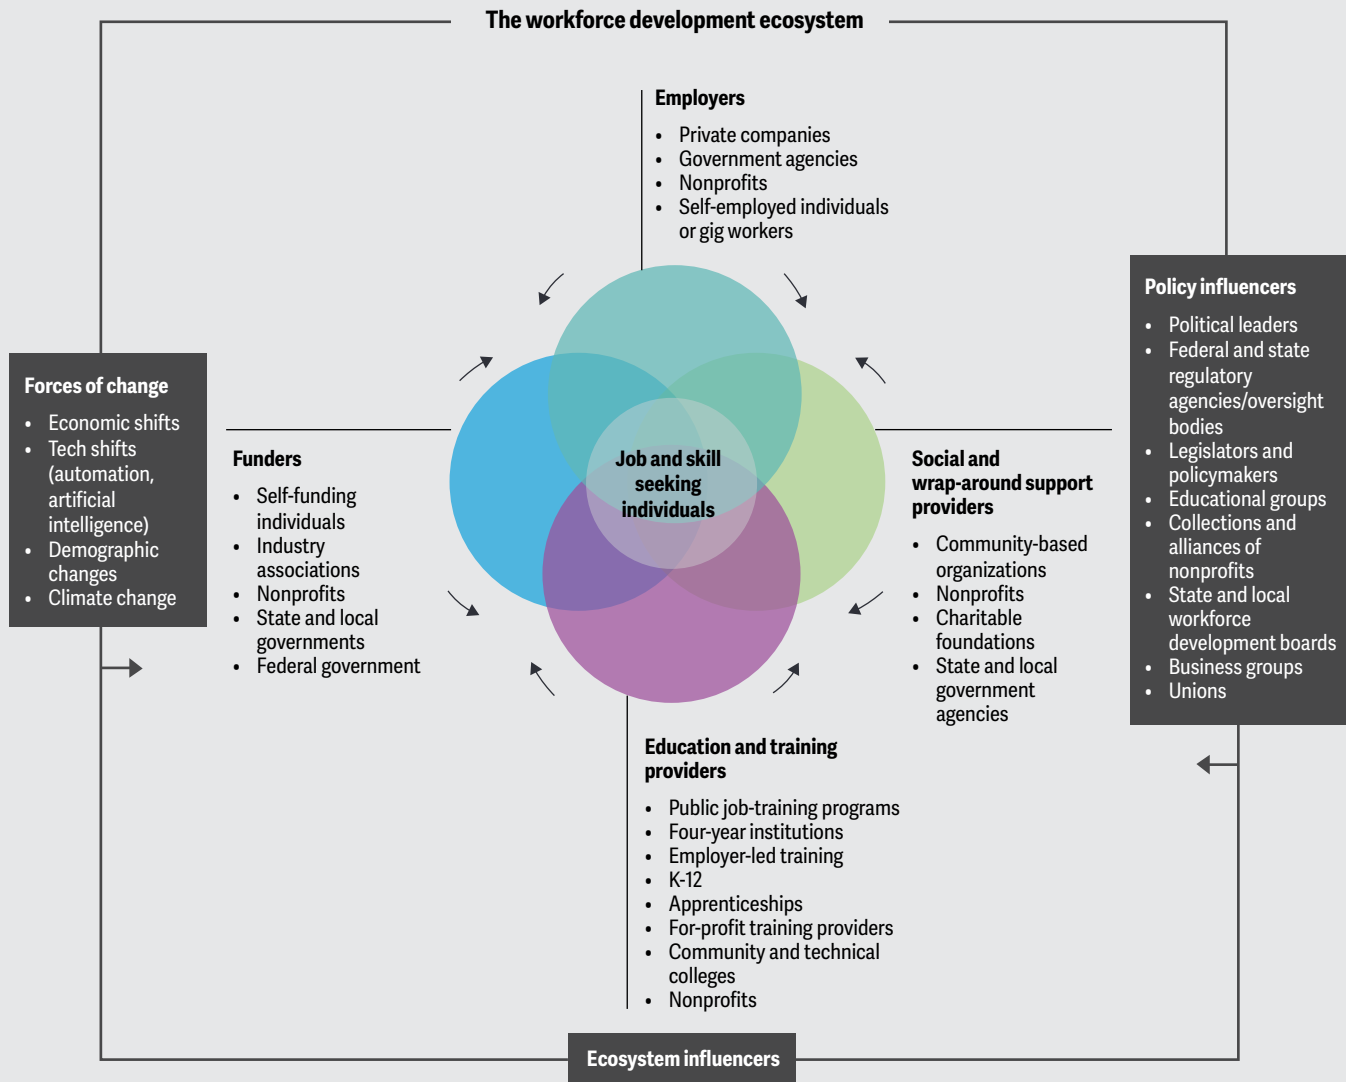 The workforce development ecosystem
Employers
• Private companies
• Government agencies
• Nonprofits
• Self-employed individuals
or gig workers
Forces of change
• Economic shifts
• Tech shifts
(automation,
artificial
intelligence)
• Demographic
changes
• Climate change
Funders
• Self-funding
individuals
• Industry
associations
• Nonprofits
• State and local
governments
• Federal government
Job and skill
seeking
individuals
Social and
wrap-around support
providers
• Community-based
organizations
• Nonprofits
• Charitable
foundations
• State and local
government
agencies
Policy influencers
• Political leaders
• Federal and state
regulatory
agencies/oversight
bodies
• Legislators and
policymakers
• Educational groups
• Collections and
alliances of
nonprofits
• State and local
workforce
development boards
• Business groups
• Unions
Education and training
providers
• Public job-training programs
• Four-year institutions
• Employer-led training
• K-12
• Apprenticeships
• For-profit training providers
• Community and technical
colleges
• Nonprofits
Ecosystem influencers